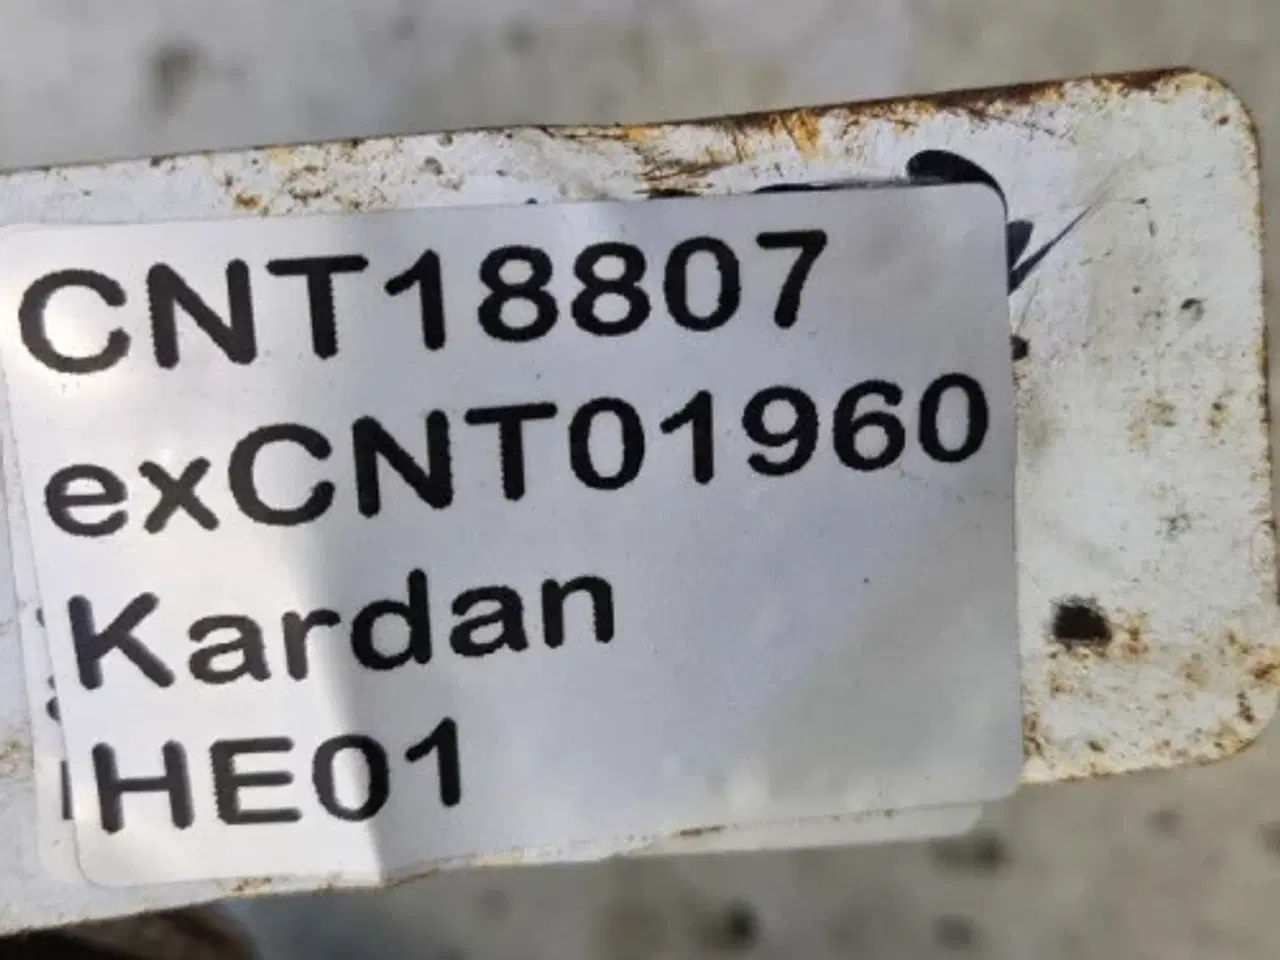 CNT18807
exCNT01960
Kardan
HE01